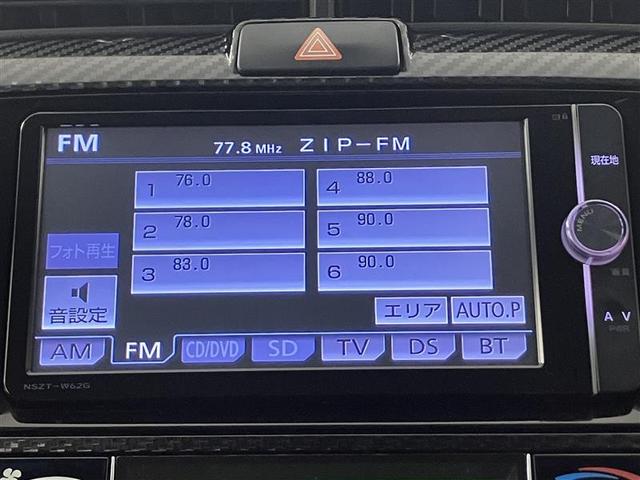 FM 77.8 MHz ZIP-FM
1 76.0 4 88.0
2 78.0 5 90.0
3 83.0 6 90.0
フォト再生
音設定
エリア AUTO.P
AM FM CD/DVD SD TV DS BT
NSZT-W62G
現在地
MENU
AV